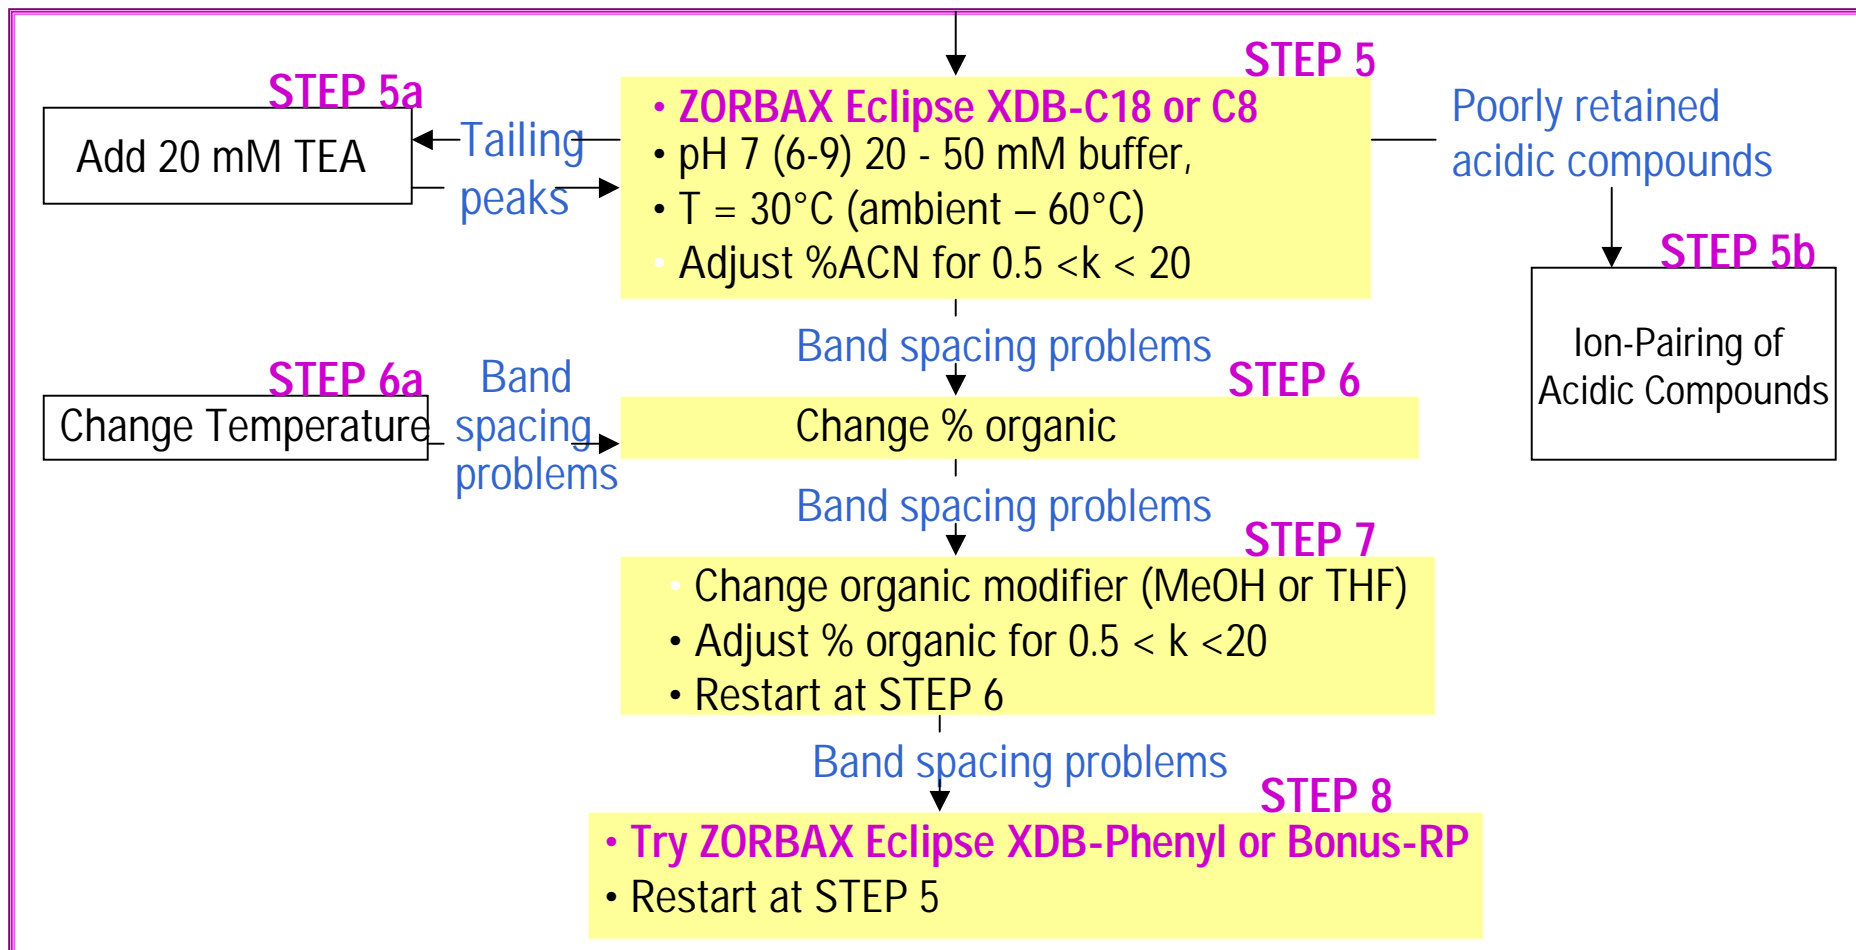 STEP 5
• ZORBAX Eclipse XDB-C18 or C8
• pH 7 (6-9) 20 - 50 mM buffer,
• T = 30°C (ambient – 60°C)
• Adjust %ACN for 0.5 <k < 20
STEP 5a
Add 20 mM TEA
Tailing
peaks
Poorly retained
acidic compounds
STEP 5b
Ion-Pairing of
Acidic Compounds
Band spacing problems
STEP 6
Change % organic
STEP 6a
Change Temperature
Band
spacing
problems
Band spacing problems
STEP 7
• Change organic modifier (MeOH or THF)
• Adjust % organic for 0.5 < k <20
• Restart at STEP 6
Band spacing problems
STEP 8
• Try ZORBAX Eclipse XDB-Phenyl or Bonus-RP
• Restart at STEP 5